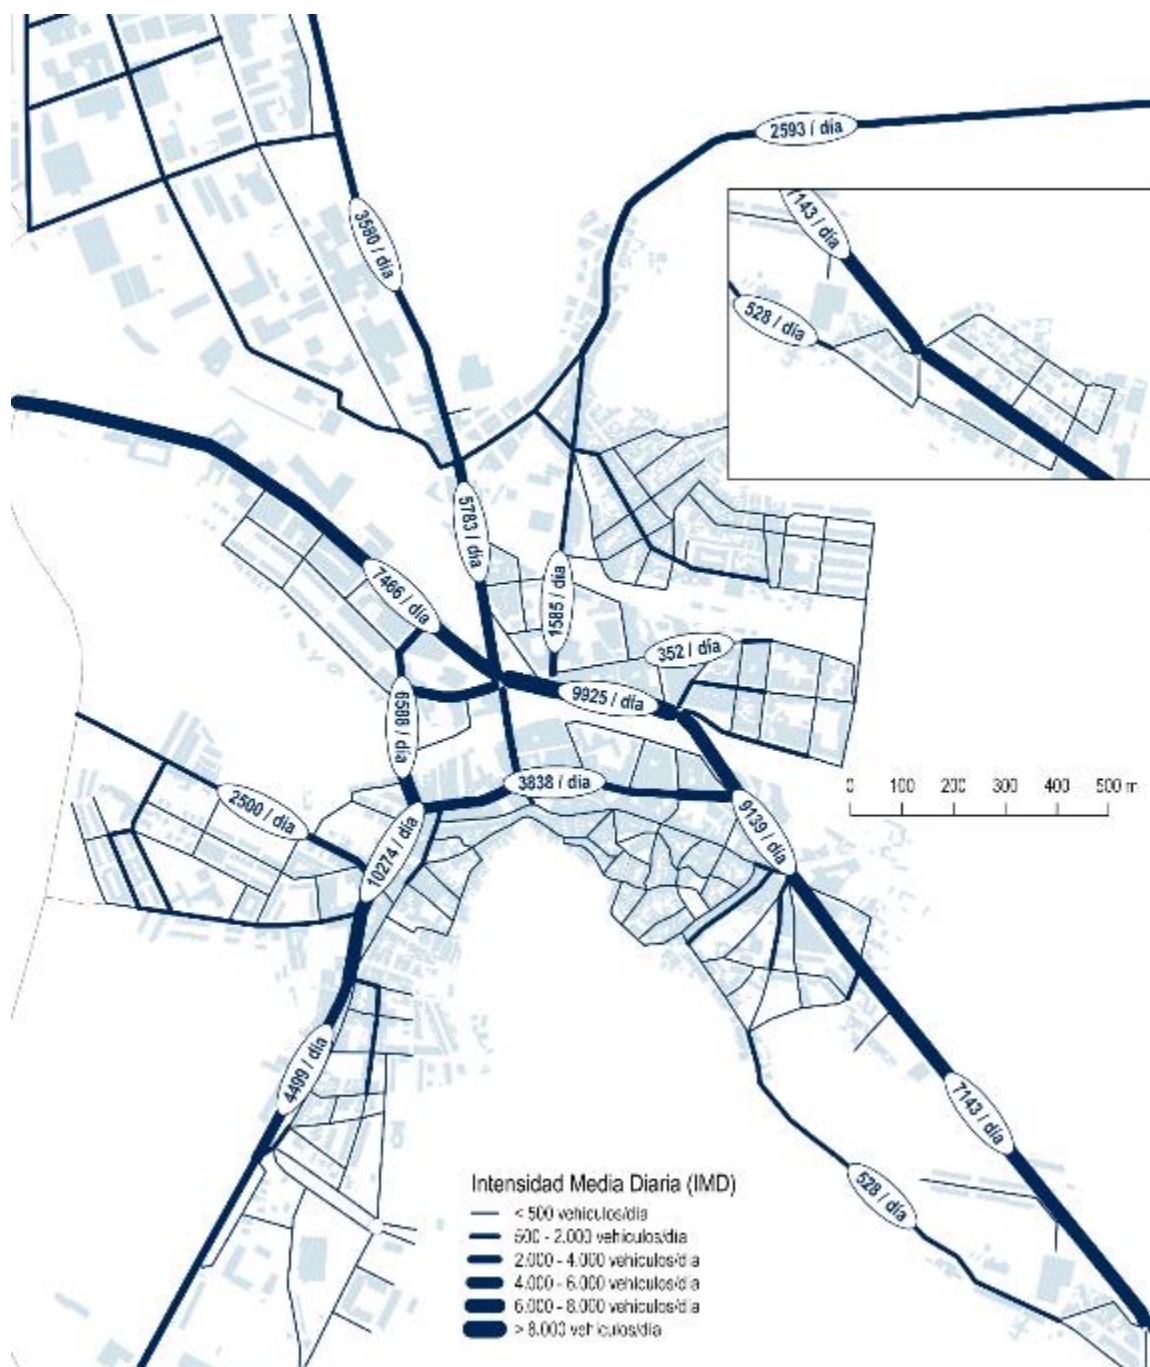 2593 / día
7143 / día
3580 / día
528 / día
5783 / día
7466 / día
1585 / día
352 / día
9925 / día
6588 / día
3838 / día
0 100 200 300 400 500 m
2500 / día
9139 / día
10274 / día
4499 / día
7143 / día
528 / día
Intensidad Media Diaria (IMD)
< 500 vehículos/día
500 - 2.000 vehículos/día
2.000 - 4.000 vehículos/día
4.000 - 6.000 vehículos/día
6.000 - 8.000 vehículos/día
> 8.000 vehículos/día